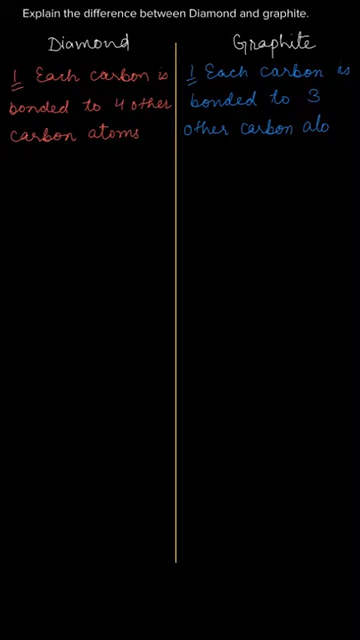 Explain the difference between Diamond and graphite.
Diamond
1 Each carbon is
bonded to 4 other
carbon atoms
Graphite
1 Each carbon is
bonded to 3
other carbon ato